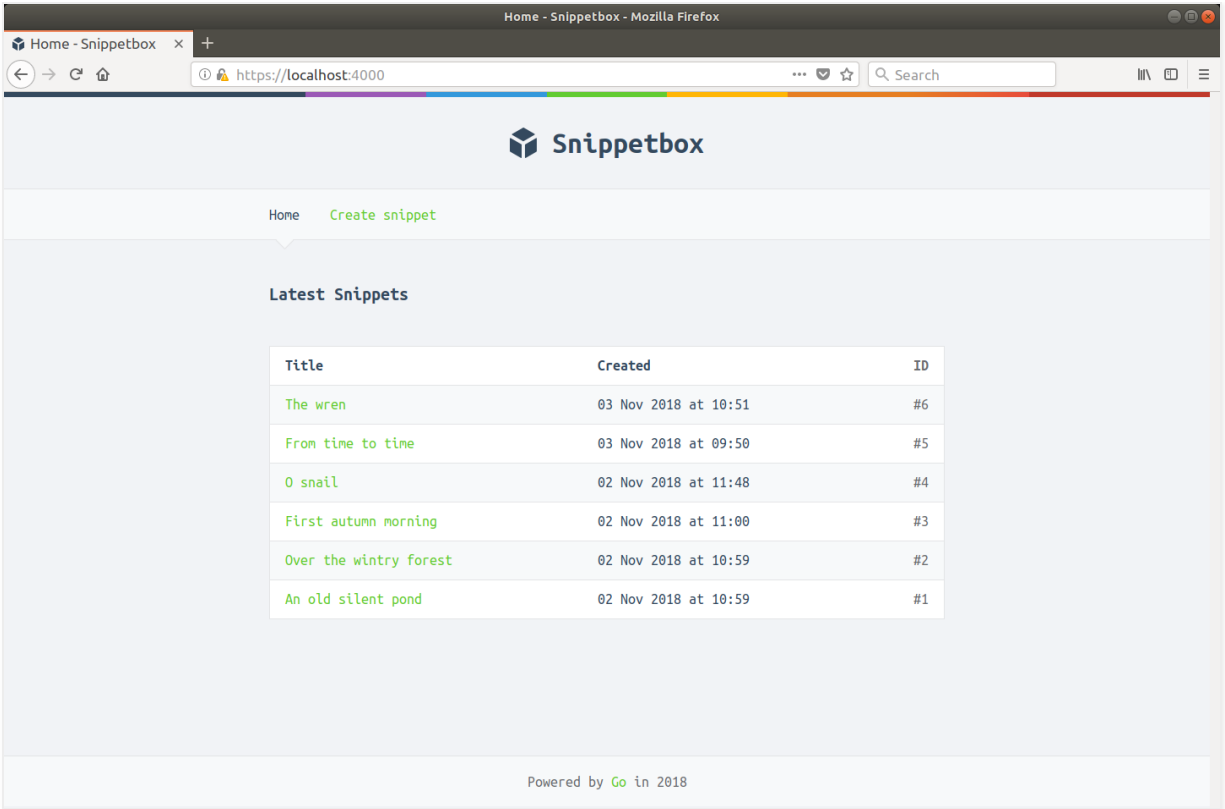 Home - Snippetbox - Mozilla Firefox
Home - Snippetbox
https://localhost:4000
Search
Snippetbox
Home Create snippet
Latest Snippets
Title Created ID
The wren 03 Nov 2018 at 10:51 #6
From time to time 03 Nov 2018 at 09:50 #5
O snail 02 Nov 2018 at 11:48 #4
First autumn morning 02 Nov 2018 at 11:00 #3
Over the wintry forest 02 Nov 2018 at 10:59 #2
An old silent pond 02 Nov 2018 at 10:59 #1
Powered by Go in 2018